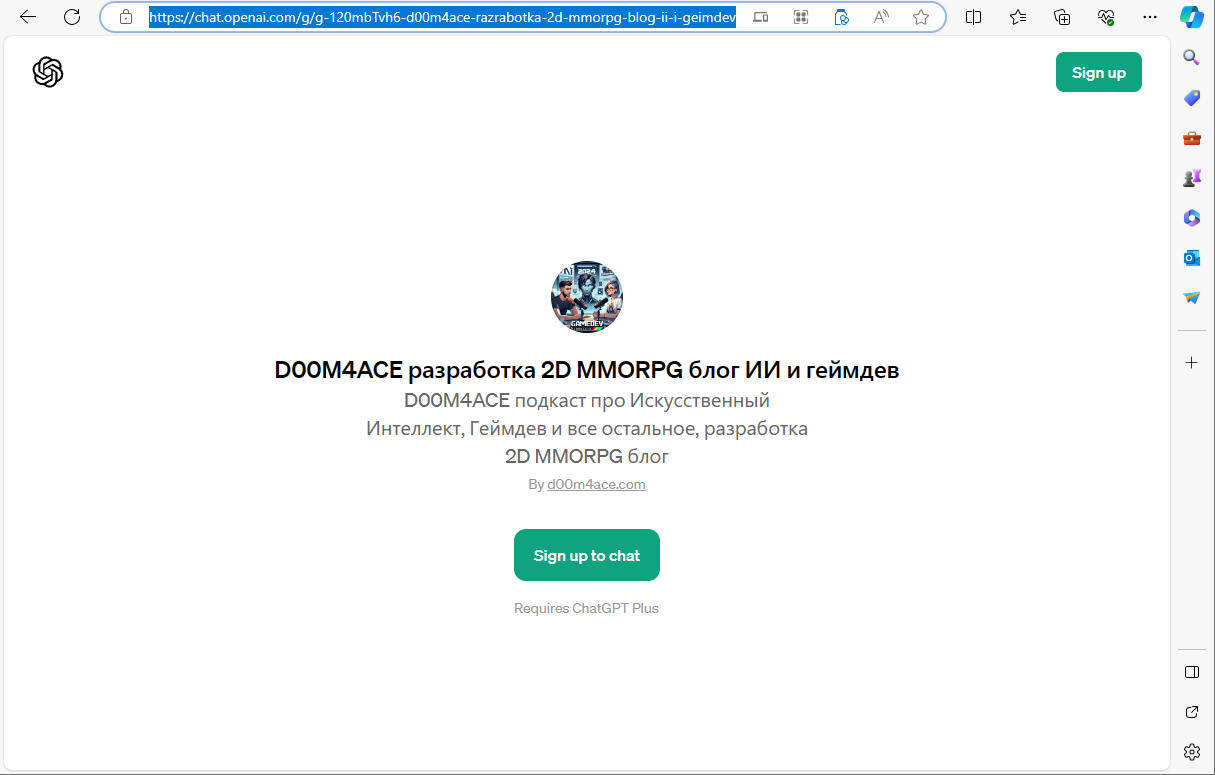 https://chat.openai.com/g/g-120mbTvh6-d00m4ace-razrabotka-2d-mmorpg-blog-ii-i-geimdev
Sign up
2024
GAMEDEV
D00M4ACE разработка 2D MMORPG блог ИИ и геймдев
D00M4ACE подкаст про Искусственный
Интеллект, Геймдев и все остальное, разработка
2D MMORPG блог
By d00m4ace.com
Sign up to chat
Requires ChatGPT Plus